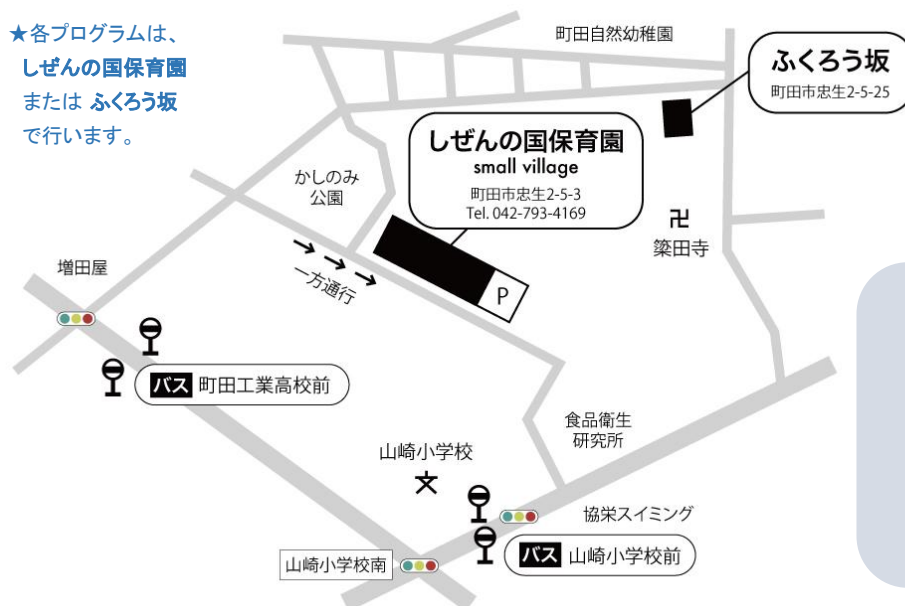 ★各プログラムは、
しぜんの国保育園
または ふくろう坂
で行います。
町田自然幼稚園
ふくろう坂
町田市忠生2-5-25
しぜんの国保育園
small village
町田市忠生2-5-3
Tel. 042-793-4169
かしのみ
公園
卍
簗田寺
一方通行
P
増田屋
バス 町田工業高校前
食品衛生
研究所
山崎小学校
文
協栄スイミング
バス 山崎小学校前
山崎小学校南